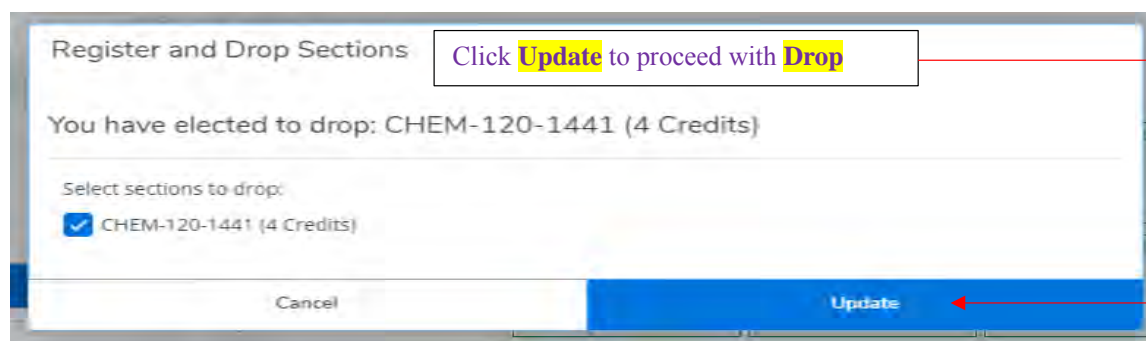 Register and Drop Sections
Click Update to proceed with Drop
You have elected to drop: CHEM-120-1441 (4 Credits)
Select sections to drop:
CHEM-120-1441 (4 Credits)
Cancel
Update